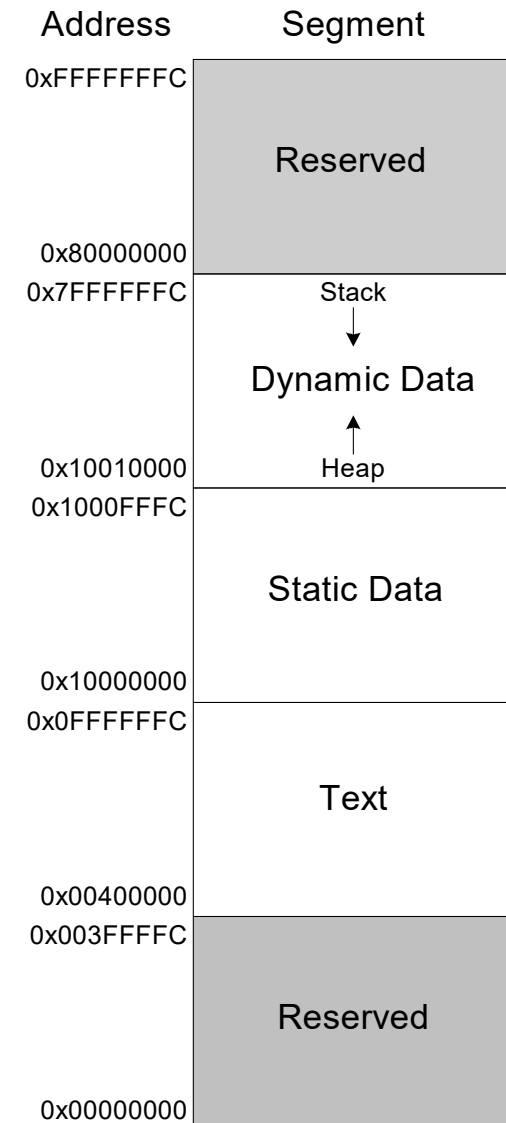 Address Segment
0xFFFFFFFC
Reserved
0x80000000
0x7FFFFFFC Stack
Dynamic Data
0x10010000 Heap
0x1000FFFC
Static Data
0x10000000
0x0FFFFFFC
Text
0x00400000
0x003FFFFC
Reserved
0x00000000